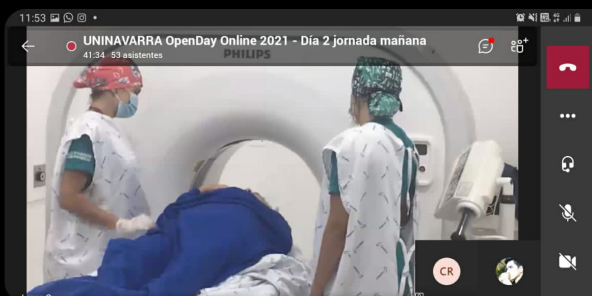 11:53
UNINAVARRA OpenDay Online 2021 - Día 2 jornada mañana
41:34 53 asistentes
PHILIPS
CR